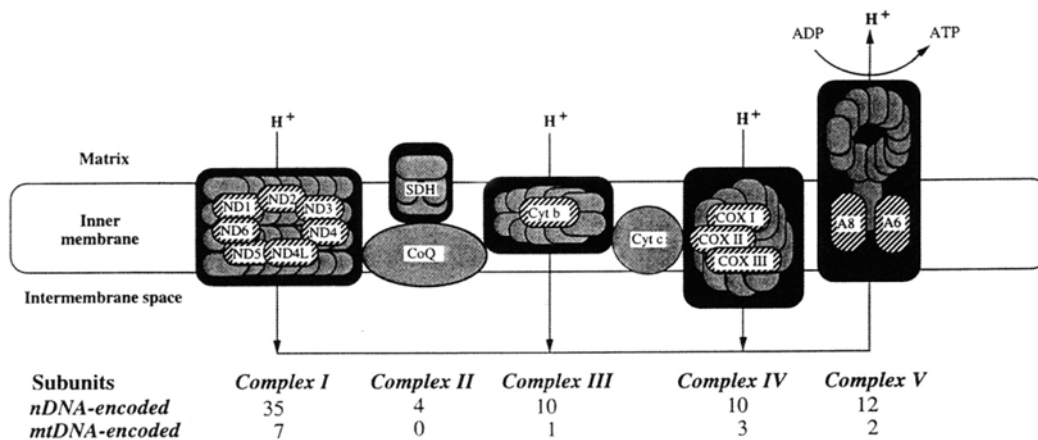 H+
ADP ATP
H+ H+ H+
Matrix
SDH
ND1 ND2 ND3
Inner membrane
ND6 ND4
ND5 ND4L
CoQ
Cyt b
Cyt c
COX I
COX II
COX III
A8 A6
Intermembrane space
Subunits Complex I Complex II Complex III Complex IV Complex V
nDNA-encoded 35 4 10 10 12
mtDNA-encoded 7 0 1 3 2